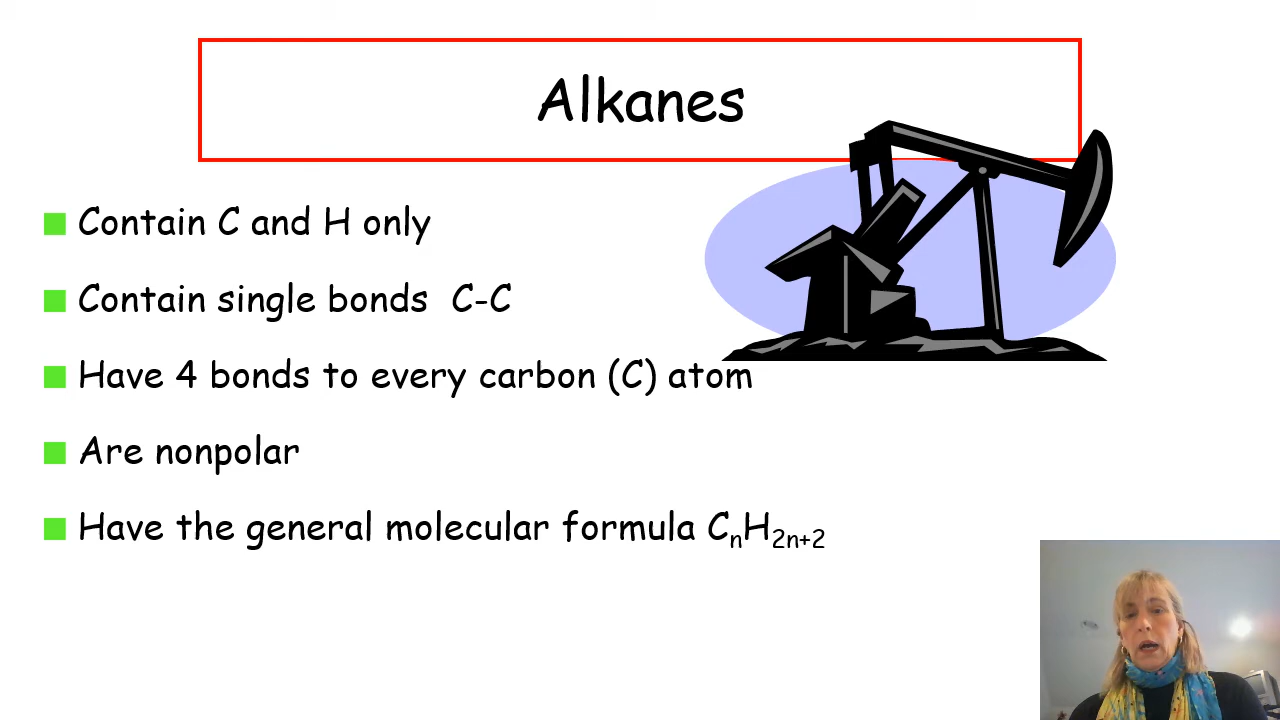 Alkanes
Contain C and H only
Contain single bonds  C-C
Have 4 bonds to every carbon (C) atom
Are nonpolar
Have the general molecular formula CₙH₂ₙ₊₂